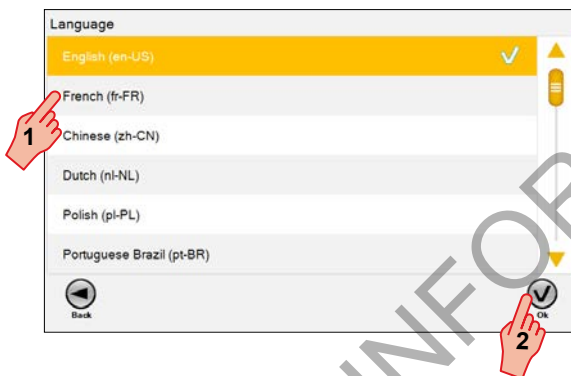 Language
English (en-US)
French (fr-FR)
1
Chinese (zh-CN)
Dutch (nl-NL)
Polish (pl-PL)
Portuguese Brazil (pt-BR)
Back
Ok
2
INFOR